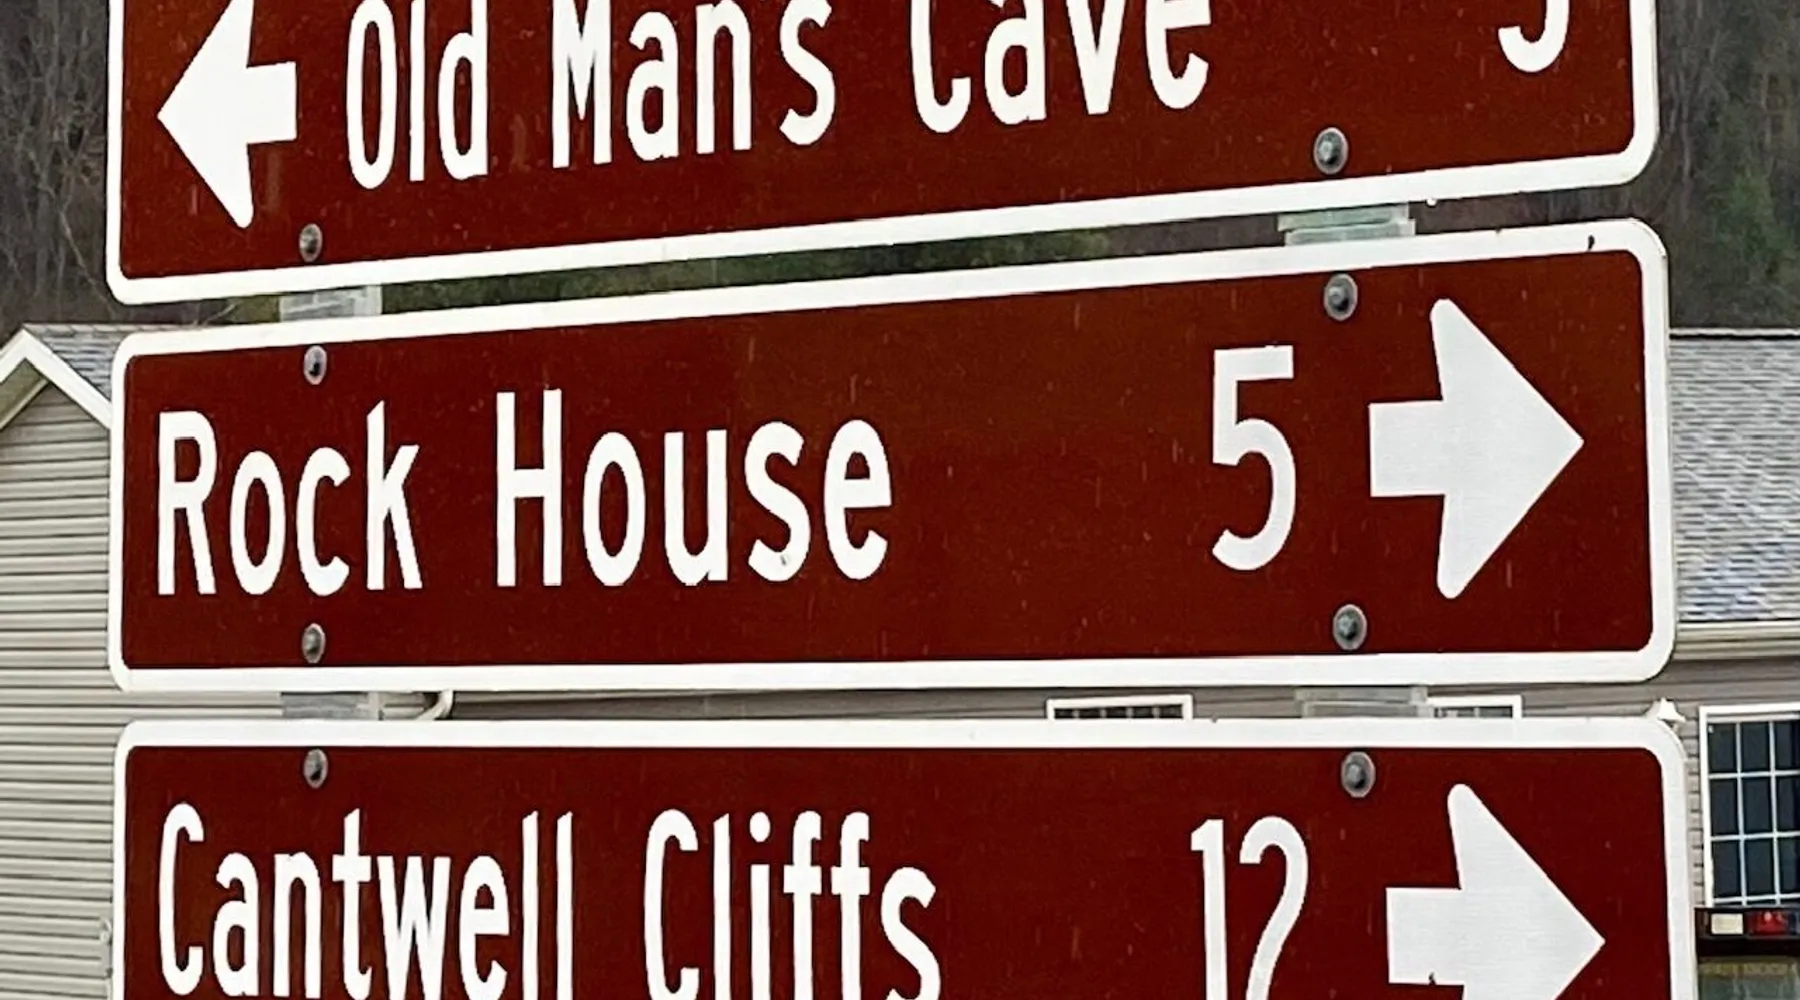 Old Man's Cave
Rock House 5
Cantwell Cliffs 12